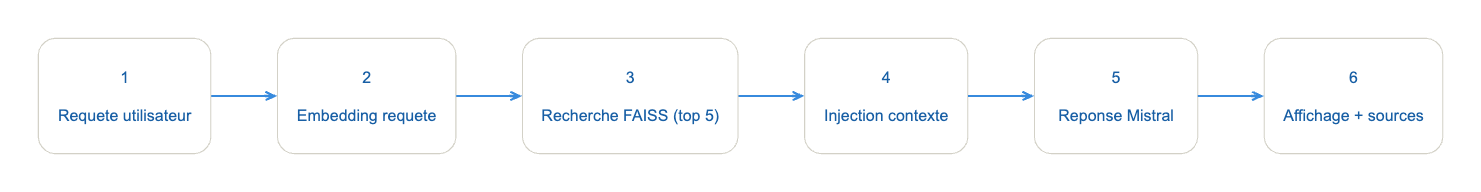 1
Requete utilisateur
2
Embedding requete
3
Recherche FAISS (top 5)
4
Injection contexte
5
Reponse Mistral
6
Affichage + sources